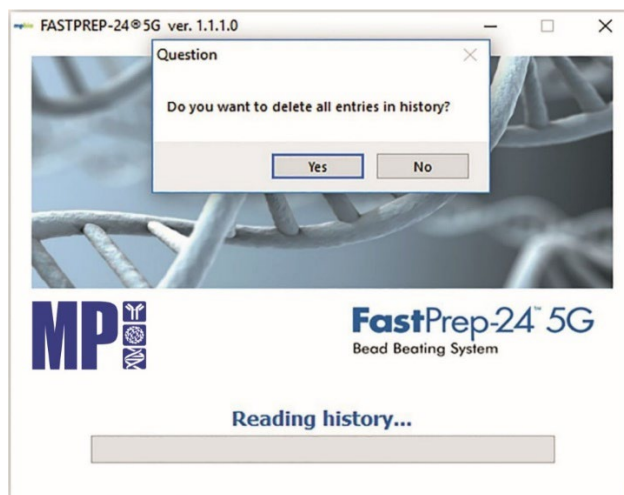 FASTPREP-24®5G ver. 1.1.1.0
Question
Do you want to delete all entries in history?
Yes No
MP
FastPrep-24™ 5G
Bead Beating System
Reading history...